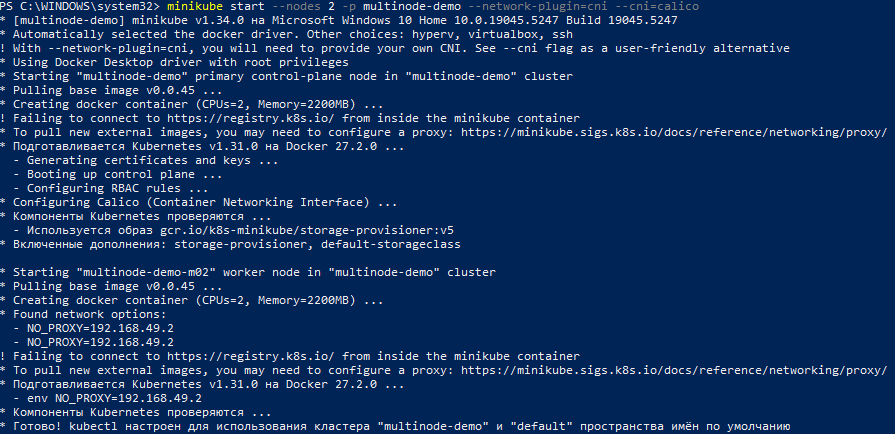 PS C:\WINDOWS\system32> minikube start --nodes 2 -p multinode-demo --network-plugin=cni --cni=calico
* [multinode-demo] minikube v1.34.0 на Microsoft Windows 10 Home 10.0.19045.5247 Build 19045.5247
* Automatically selected the docker driver. Other choices: hyperv, virtualbox, ssh
! With --network-plugin=cni, you will need to provide your own CNI. See --cni flag as a user-friendly alternative
* Using Docker Desktop driver with root privileges
* Starting "multinode-demo" primary control-plane node in "multinode-demo" cluster
* Pulling base image v0.0.45 ...
* Creating docker container (CPUs=2, Memory=2200MB) ...
! Failing to connect to https://registry.k8s.io/ from inside the minikube container
* To pull new external images, you may need to configure a proxy: https://minikube.sigs.k8s.io/docs/reference/networking/proxy/
* Подготавливается Kubernetes v1.31.0 на Docker 27.2.0 ...
  - Generating certificates and keys ...
  - Booting up control plane ...
  - Configuring RBAC rules ...
* Configuring Calico (Container Networking Interface) ...
* Компоненты Kubernetes проверяются ...
  - Используется образ gcr.io/k8s-minikube/storage-provisioner:v5
* Включенные дополнения: storage-provisioner, default-storageclass
* Starting "multinode-demo-m02" worker node in "multinode-demo" cluster
* Pulling base image v0.0.45 ...
* Creating docker container (CPUs=2, Memory=2200MB) ...
* Found network options:
  - NO_PROXY=192.168.49.2
  - NO_PROXY=192.168.49.2
! Failing to connect to https://registry.k8s.io/ from inside the minikube container
* To pull new external images, you may need to configure a proxy: https://minikube.sigs.k8s.io/docs/reference/networking/proxy/
* Подготавливается Kubernetes v1.31.0 на Docker 27.2.0 ...
  - env NO_PROXY=192.168.49.2
* Компоненты Kubernetes проверяются ...
* Готово! kubectl настроен для использования кластера "multinode-demo" и "default" пространства имён по умолчанию